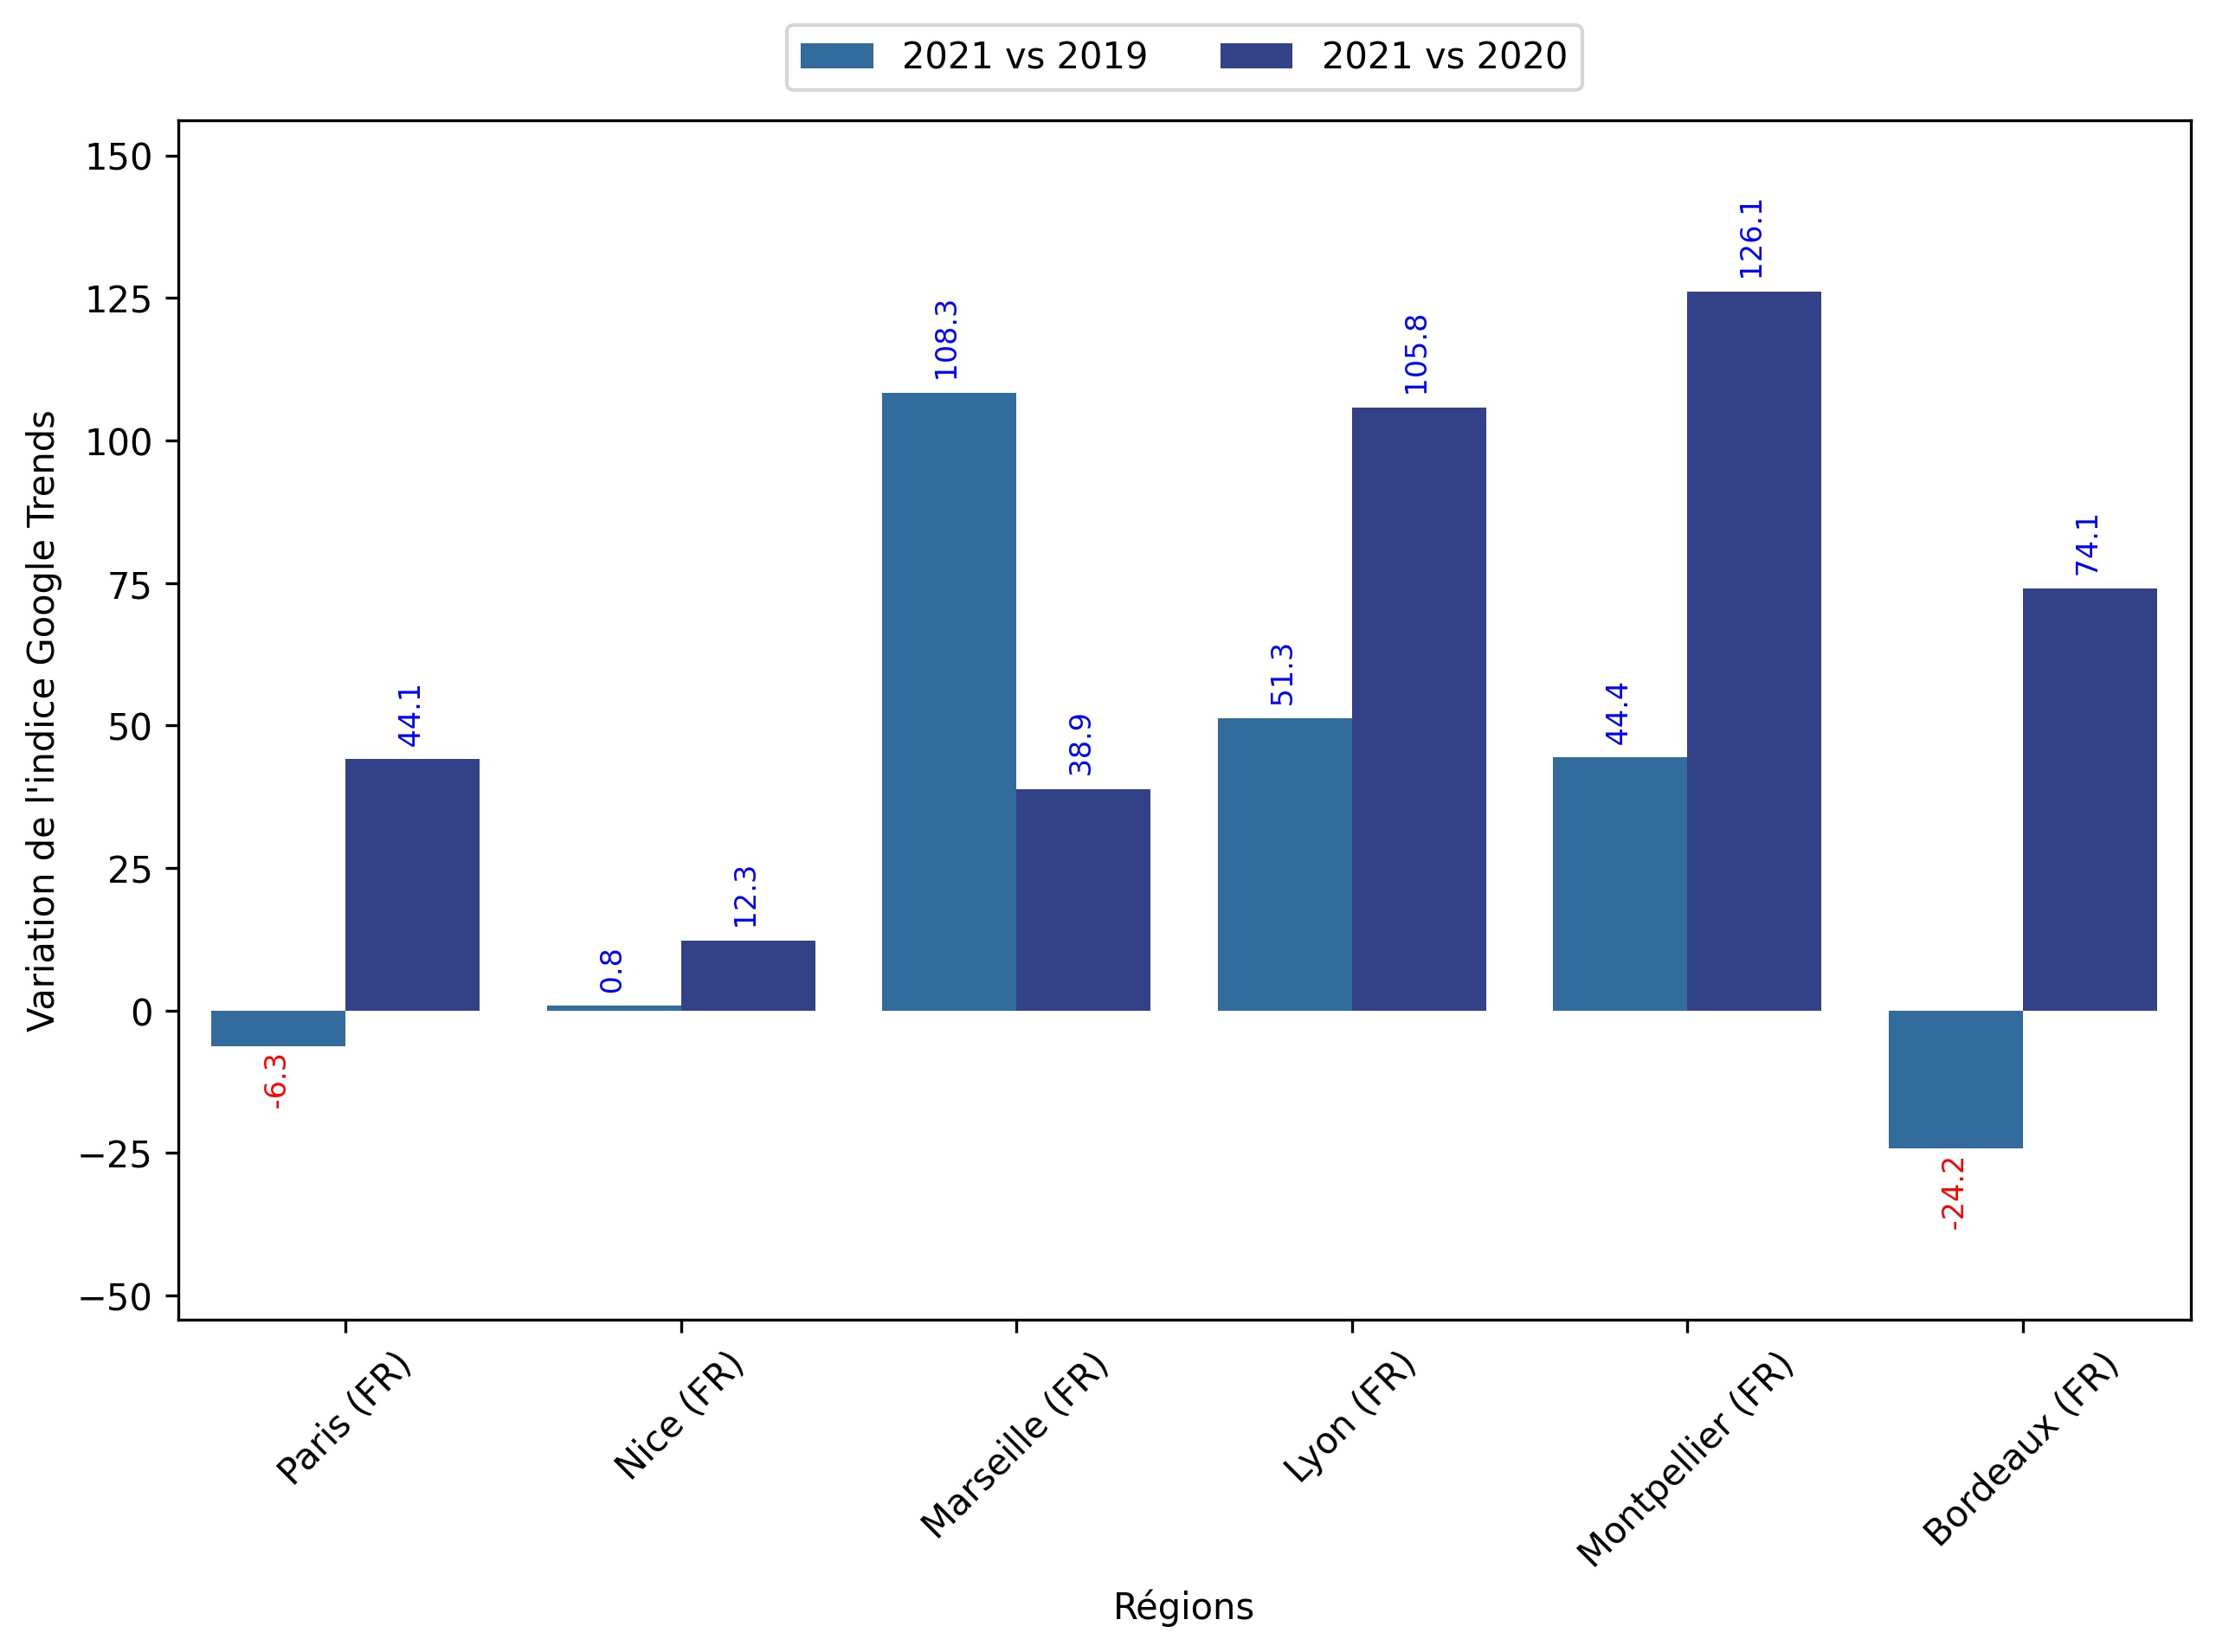 2021 vs 2019 2021 vs 2020
Variation de l'indice Google Trends
150
125
100
75
50
25
0
−25
−50
-6.3
44.1
0.8
12.3
108.3
38.9
51.3
105.8
44.4
126.1
-24.2
74.1
Paris (FR)
Nice (FR)
Marseille (FR)
Lyon (FR)
Montpellier (FR)
Bordeaux (FR)
Régions